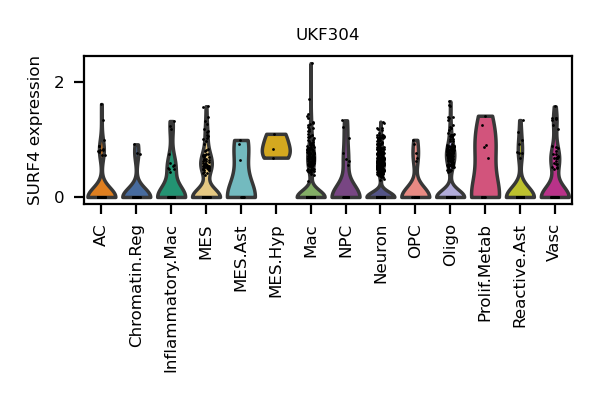 UKF304
SURF4 expression
2
0
AC
Chromatin.Reg
Inflammatory.Mac
MES
MES.Ast
MES.Hyp
Mac
NPC
Neuron
OPC
Oligo
Prolif.Metab
Reactive.Ast
Vasc